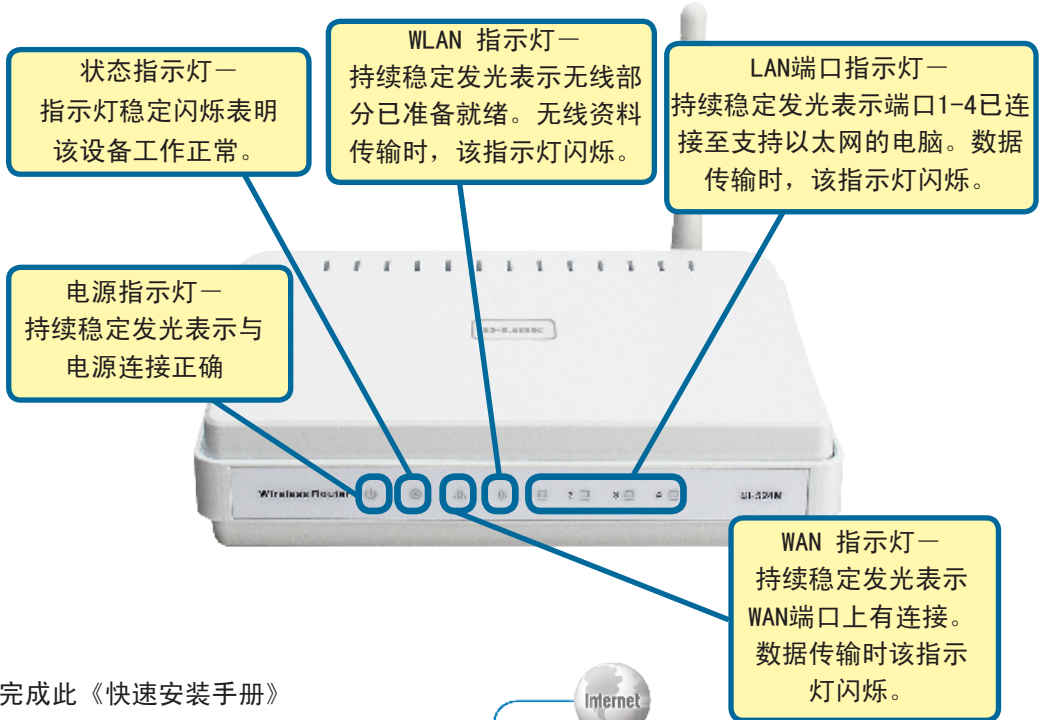 WLAN 指示灯－
持续稳定发光表示无线部
分已准备就绪。无线资料
传输时，该指示灯闪烁。
状态指示灯－
指示灯稳定闪烁表明
该设备工作正常。
LAN端口指示灯－
持续稳定发光表示端口1-4已连
接至支持以太网的电脑。数据
传输时，该指示灯闪烁。
电源指示灯－
持续稳定发光表示与
电源连接正确
Wireless Router
2
3
4
WAN 指示灯－
持续稳定发光表示
WAN端口上有连接。
数据传输时该指示
灯闪烁。
完成此《快速安装手册》
Internet